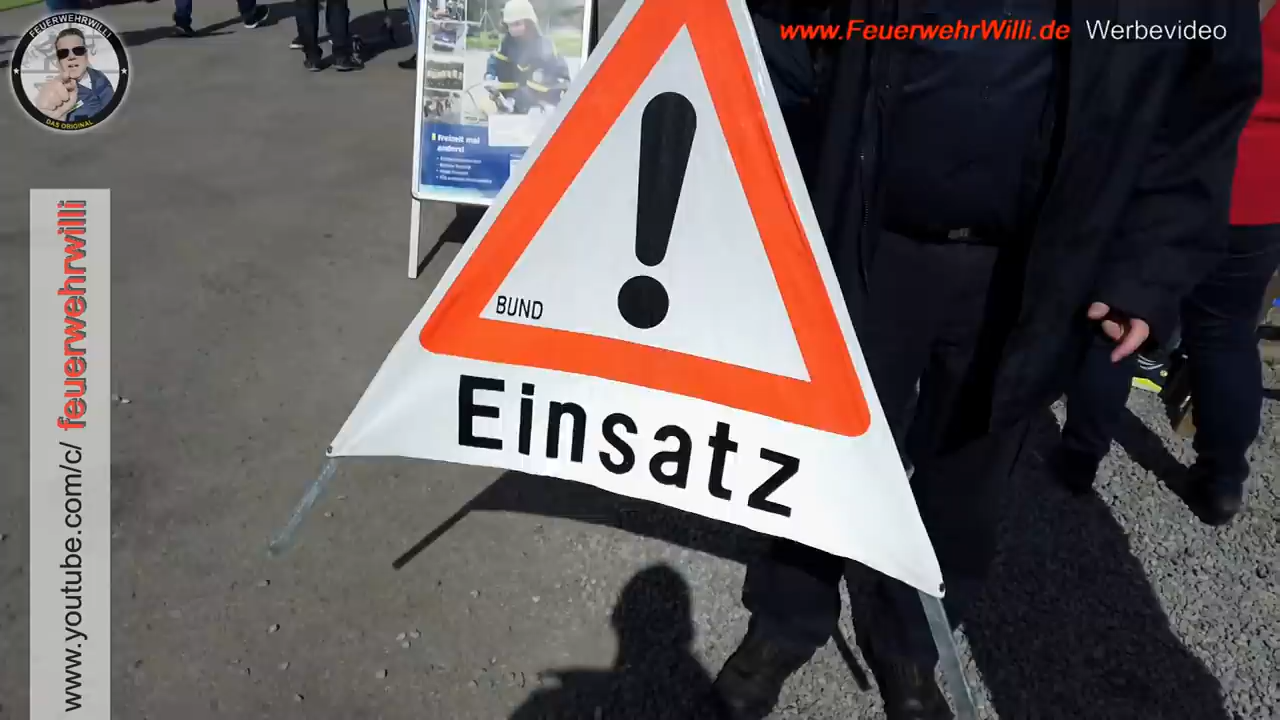 FEUERWEHRWILLI
DAS ORIGINAL
www.FeuerwehrWilli.de Werbevideo
www.youtube.com/c/ feuerwehrwilli
Freizeit mal
anders!
BUND
Einsatz